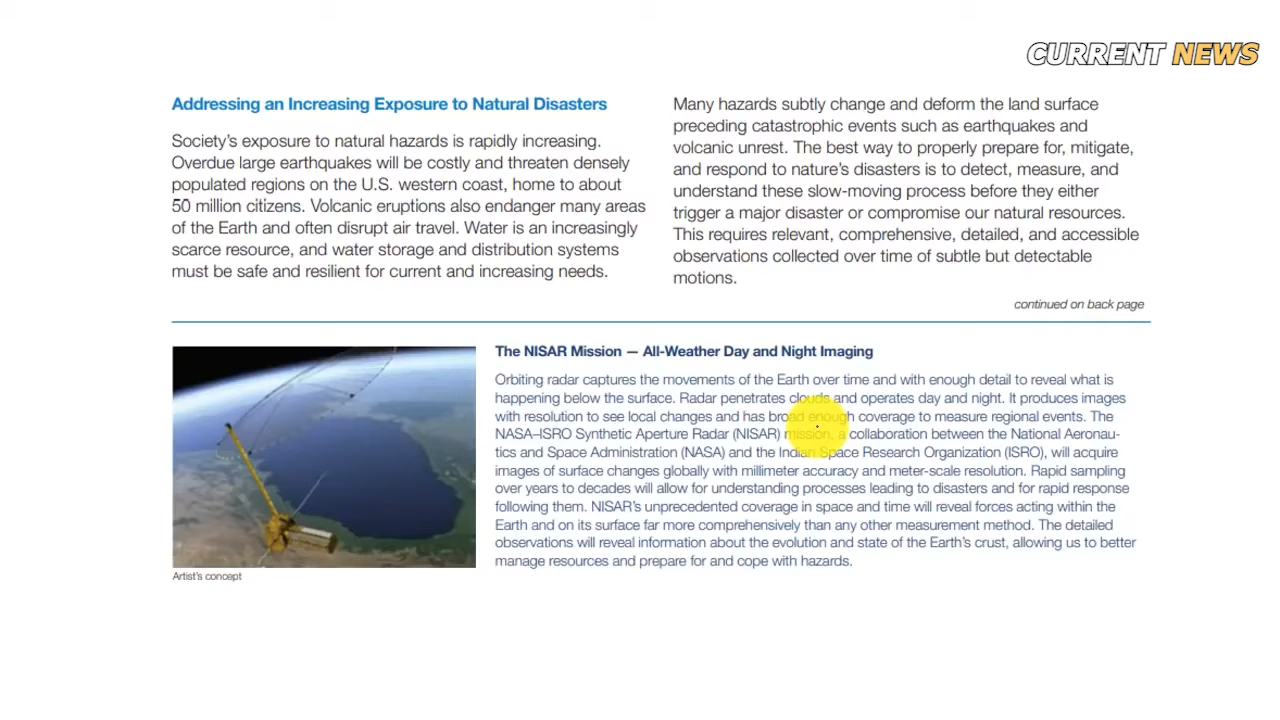 CURRENT NEWS
Addressing an Increasing Exposure to Natural Disasters
Society's exposure to natural hazards is rapidly increasing.
Overdue large earthquakes will be costly and threaten densely
populated regions on the U.S. western coast, home to about
50 million citizens. Volcanic eruptions also endanger many areas
of the Earth and often disrupt air travel. Water is an increasingly
scarce resource, and water storage and distribution systems
must be safe and resilient for current and increasing needs.
Many hazards subtly change and deform the land surface
preceding catastrophic events such as earthquakes and
volcanic unrest. The best way to properly prepare for, mitigate,
and respond to nature's disasters is to detect, measure, and
understand these slow-moving process before they either
trigger a major disaster or compromise our natural resources.
This requires relevant, comprehensive, detailed, and accessible
observations collected over time of subtle but detectable
motions.
continued on back page
Artist's concept
The NISAR Mission — All-Weather Day and Night Imaging
Orbiting radar captures the movements of the Earth over time and with enough detail to reveal what is
happening below the surface. Radar penetrates clouds and operates day and night. It produces images
with resolution to see local changes and has broad enough coverage to measure regional events. The
NASA–ISRO Synthetic Aperture Radar (NISAR) mission, a collaboration between the National Aeronau-
tics and Space Administration (NASA) and the Indian Space Research Organization (ISRO), will acquire
images of surface changes globally with millimeter accuracy and meter-scale resolution. Rapid sampling
over years to decades will allow for understanding processes leading to disasters and for rapid response
following them. NISAR's unprecedented coverage in space and time will reveal forces acting within the
Earth and on its surface far more comprehensively than any other measurement method. The detailed
observations will reveal information about the evolution and state of the Earth's crust, allowing us to better
manage resources and prepare for and cope with hazards.